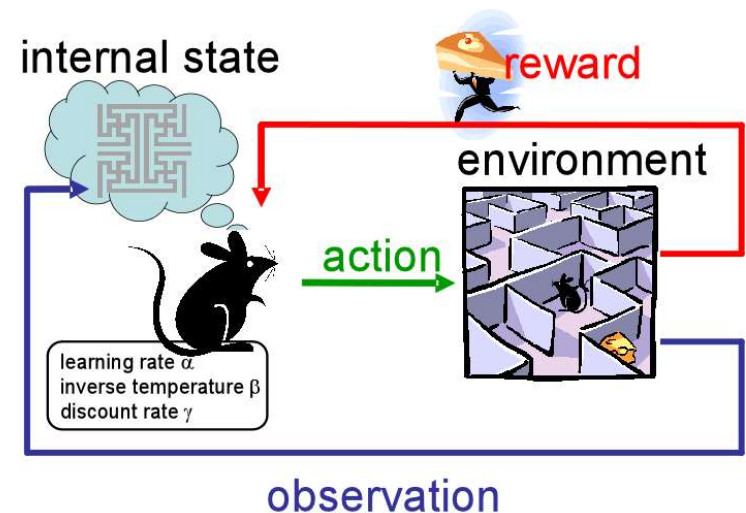 internal state
reward
environment
action
learning rate α
inverse temperature β
discount rate γ
observation